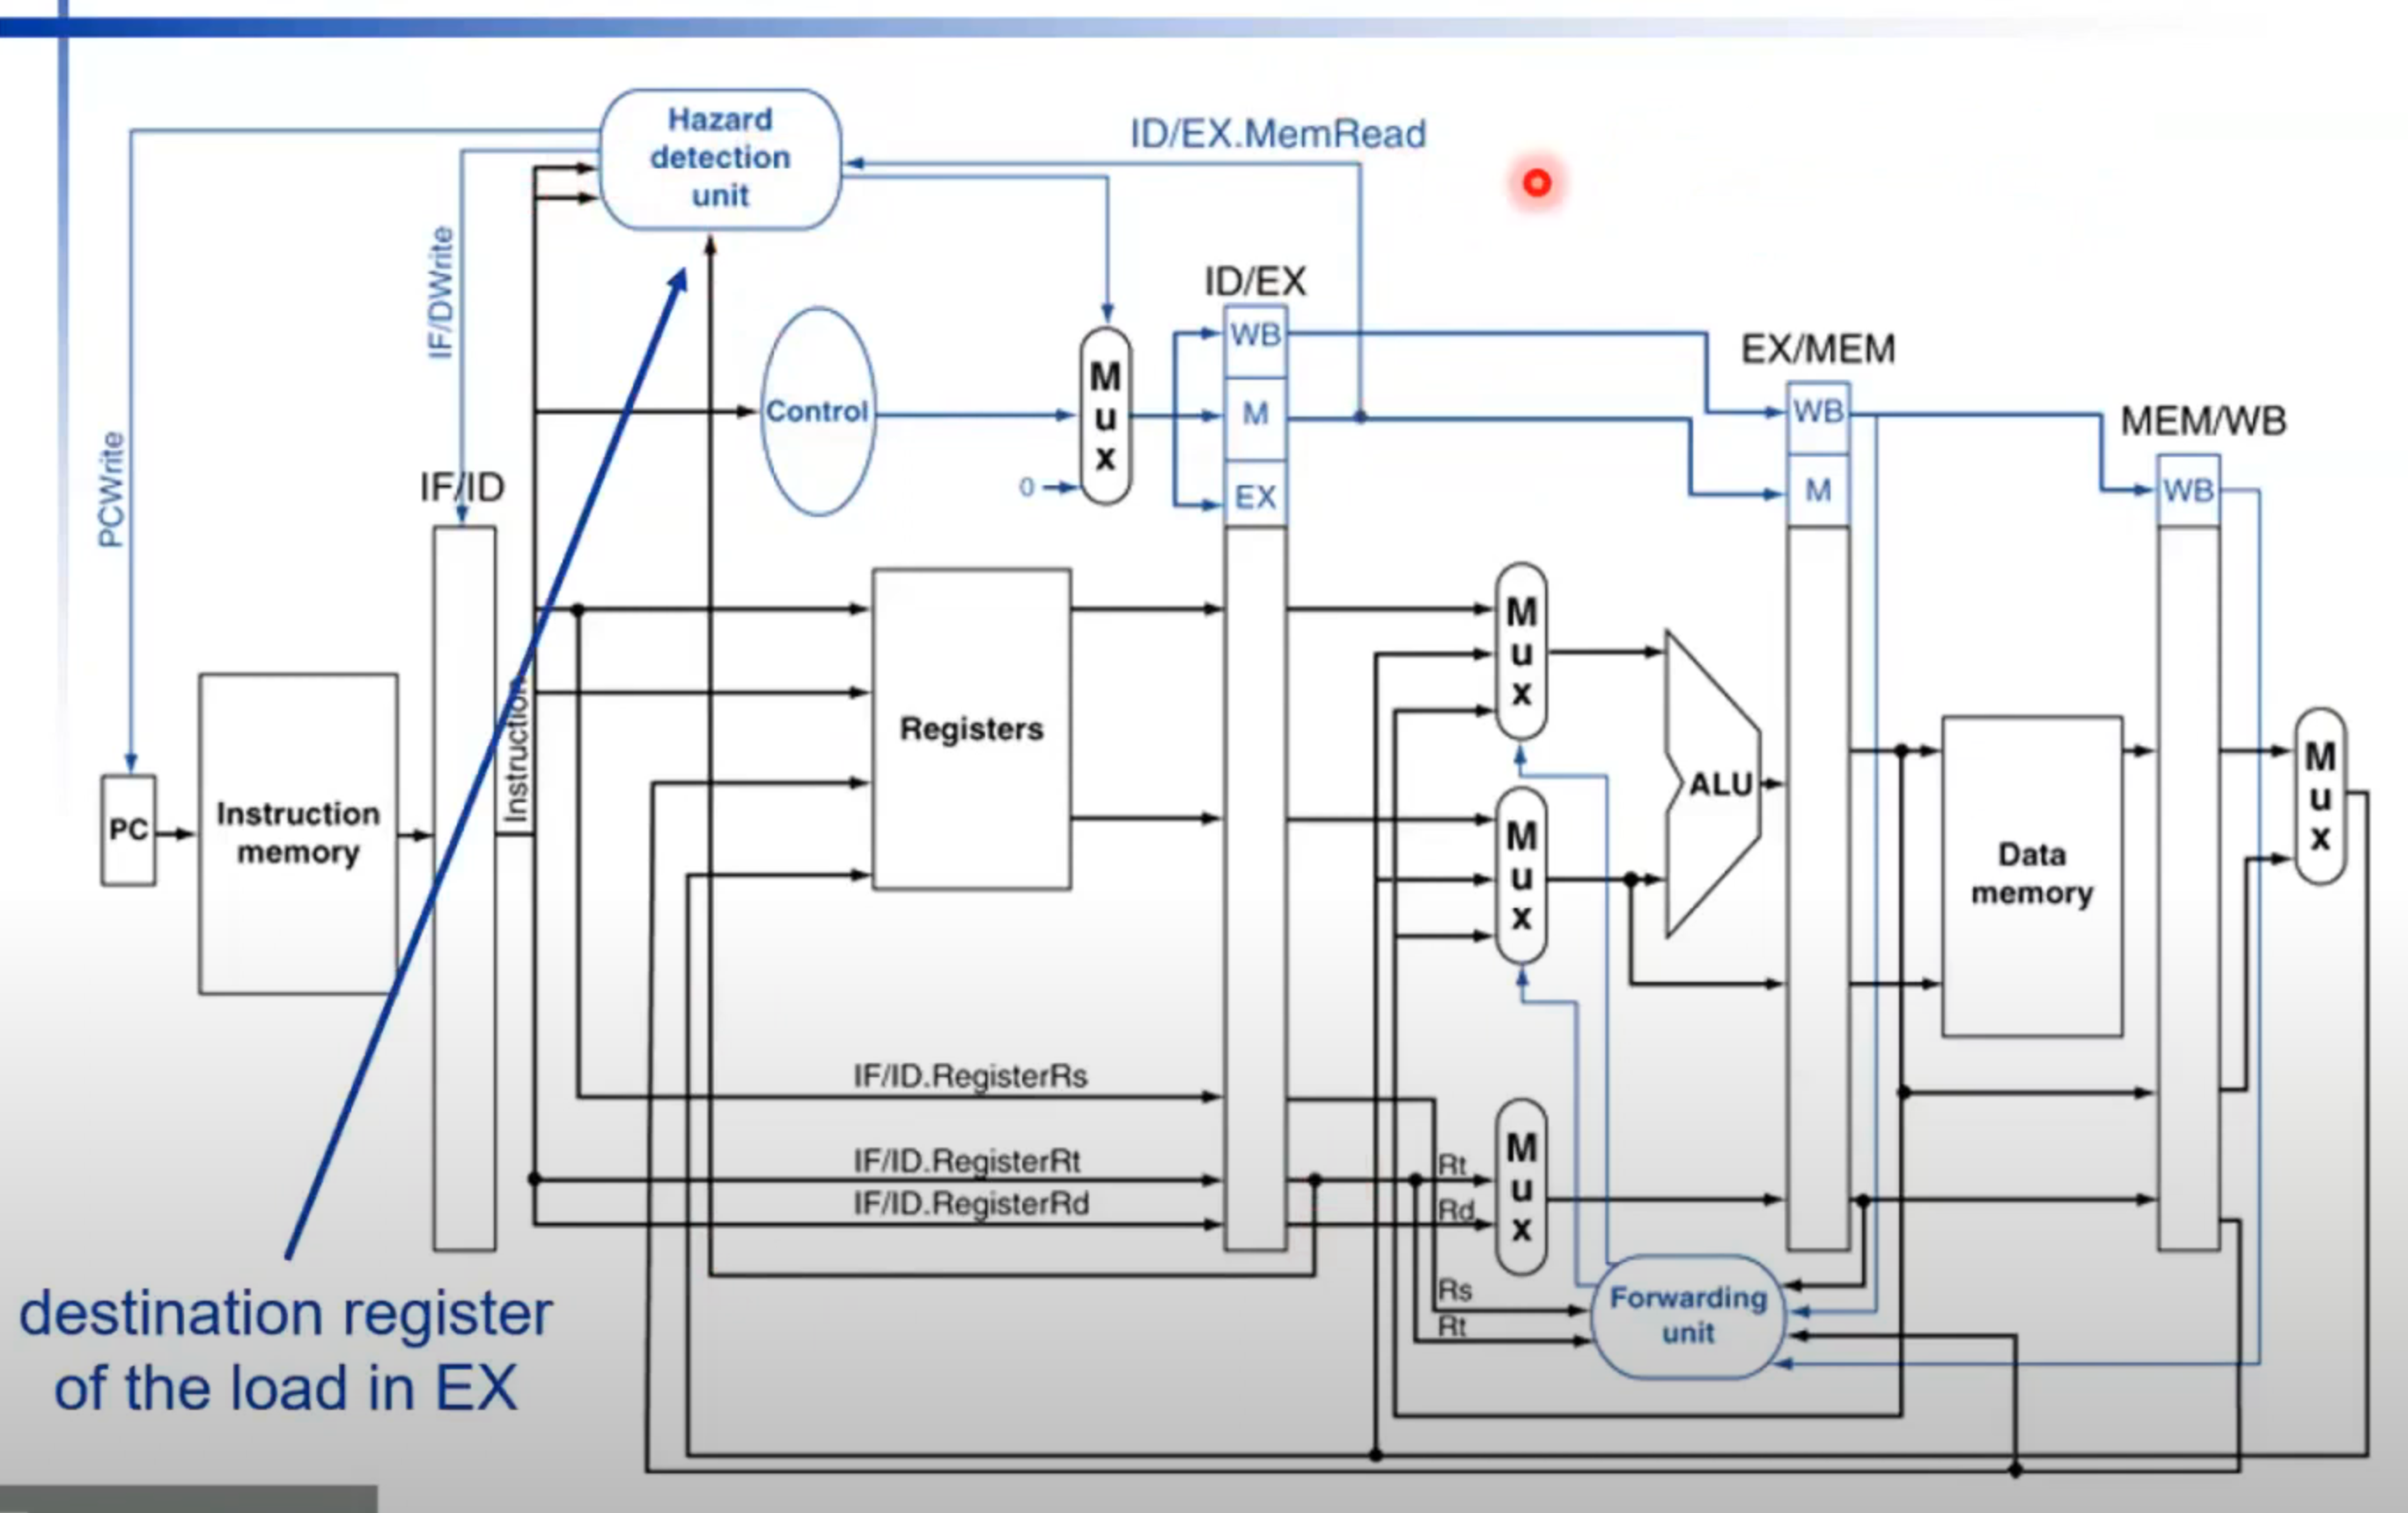 Hazard
detection
unit
ID/EX.MemRead
IF/DWrite
PCWrite
ID/EX
WB
M
EX
Control
M
u
x
0
EX/MEM
WB
M
MEM/WB
WB
IF/ID
PC
Instruction
memory
Instruction
Registers
M
u
x
M
u
x
ALU
Data
memory
M
u
x
IF/ID.RegisterRs
IF/ID.RegisterRt
IF/ID.RegisterRd
Rt
Rd
M
u
x
Rs
Rt
Forwarding
unit
destination register
of the load in EX